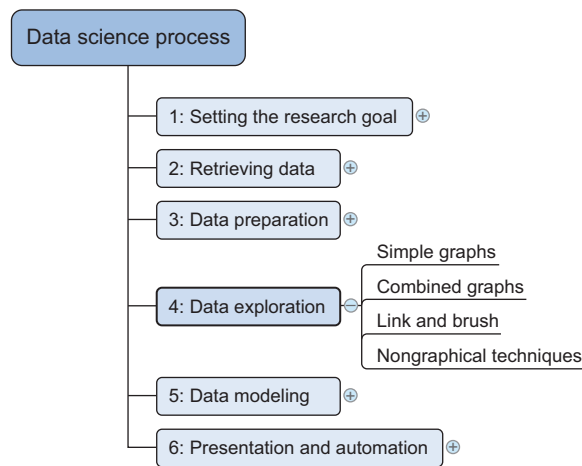 Data science process
1: Setting the research goal
2: Retrieving data
3: Data preparation
Simple graphs
Combined graphs
4: Data exploration
Link and brush
Nongraphical techniques
5: Data modeling
6: Presentation and automation